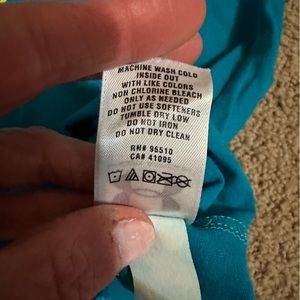 MACHINE WASH COLD
INSIDE OUT
WITH LIKE COLORS
NON CHLORINE BLEACH
ONLY AS NEEDED
DO NOT USE SOFTENERS
TUMBLE DRY LOW
DO NOT IRON
DO NOT DRY CLEAN
RN# 96510
CA# 41095